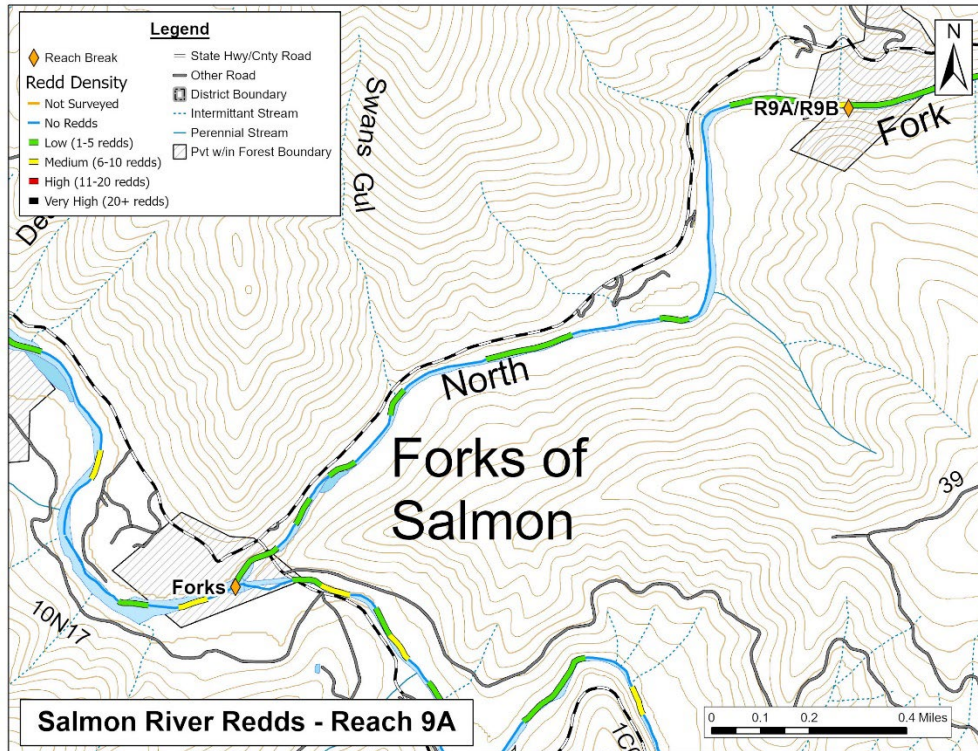 Legend
Reach Break
Redd Density
Not Surveyed
No Redds
Low (1-5 redds)
Medium (6-10 redds)
High (11-20 redds)
Very High (20+ redds)
State Hwy/Cnty Road
Other Road
District Boundary
Intermittant Stream
Perennial Stream
Pvt w/in Forest Boundary
N
Swans Gul
R9A/R9B
Fork
North
Forks of
Salmon
39
Forks
10N17
Salmon River Redds - Reach 9A
0 0.1 0.2 0.4 Miles